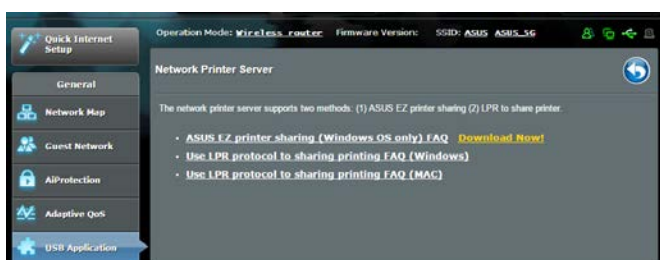 Quick Internet
Setup
Operation Mode: Wireless router Firmware Version: SSID: ASUS ASUS_5G
General
Network Map
Guest Network
AiProtection
Adaptive QoS
USB Application
Network Printer Server
The network printer server supports two methods: (1) ASUS EZ printer sharing (2) LPR to share printer.
ASUS EZ printer sharing (Windows OS only) FAQ Download Now!
Use LPR protocol to sharing printing FAQ (Windows)
Use LPR protocol to sharing printing FAQ (MAC)